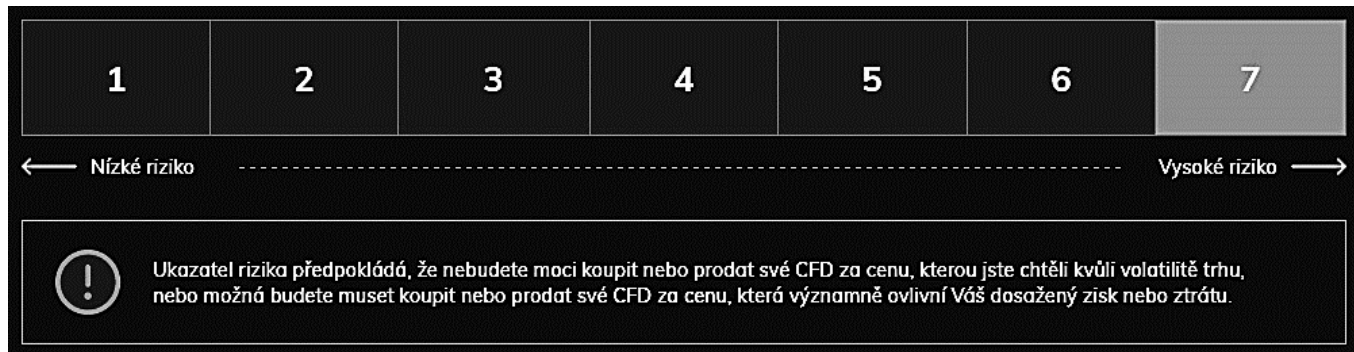 1 2 3 4 5 6 7
← Nízké riziko Vysoké riziko →
Ukazatel rizika předpokládá, že nebudete moci koupit nebo prodat své CFD za cenu, kterou jste chtěli kvůli volatilitě trhu,
nebo možná budete muset koupit nebo prodat své CFD za cenu, která významně ovlivní Váš dosažený zisk nebo ztrátu.